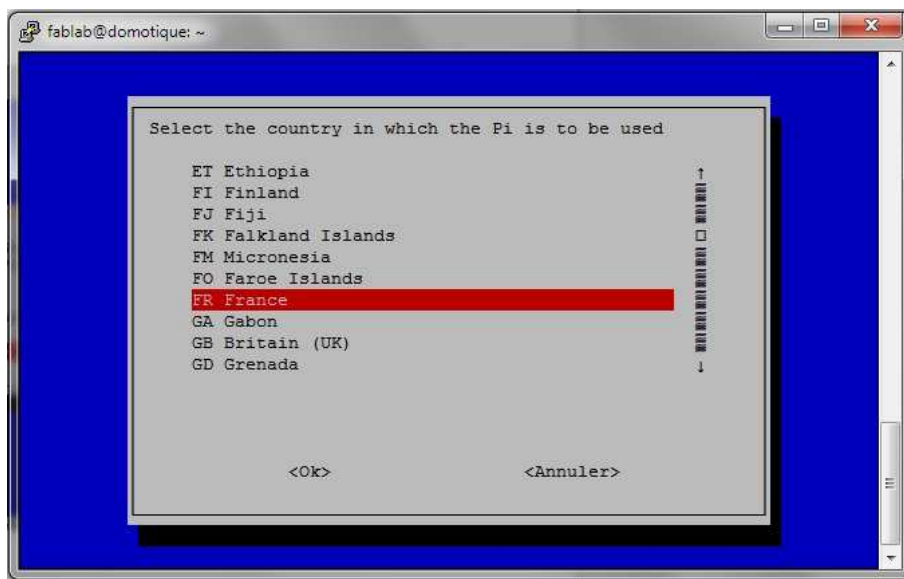 fablab@domotique: ~
Select the country in which the Pi is to be used
ET Ethiopia
FI Finland
FJ Fiji
FK Falkland Islands
FM Micronesia
FO Faroe Islands
FR France
GA Gabon
GB Britain (UK)
GD Grenada
<Ok> <Annuler>